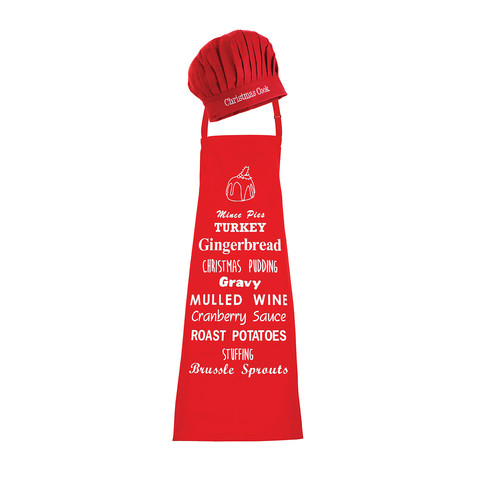 Christmas Cook
Mince Pies
TURKEY
Gingerbread
CHRISTMAS PUDDING
Gravy
MULLED WINE
Cranberry Sauce
ROAST POTATOES
STUFFING
Brussle Sprouts